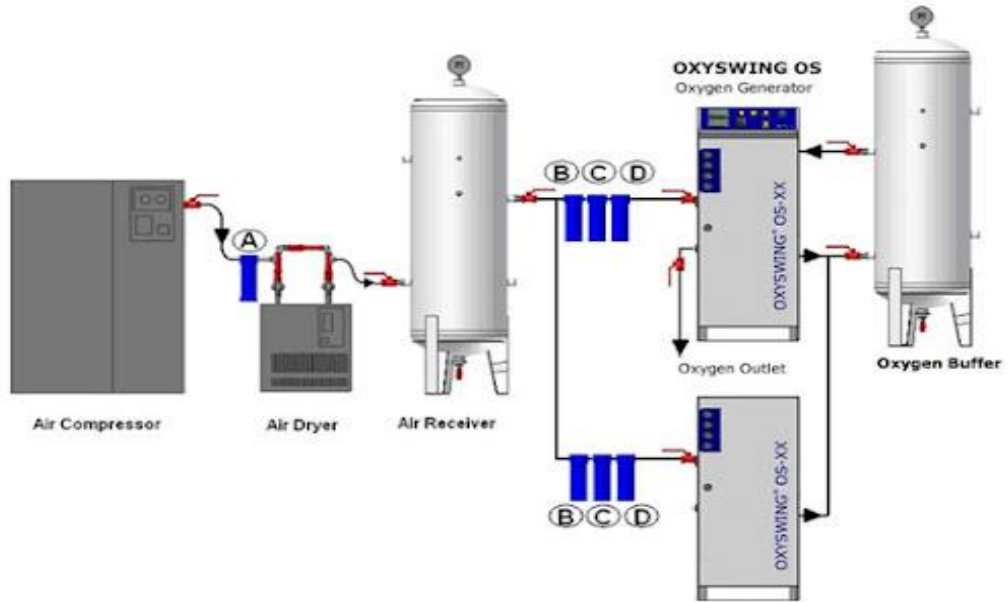 OXYSWING OS
Oxygen Generator
B C D
A
OXYSWING® OS-XX
Oxygen Outlet
Oxygen Buffer
Air Compressor
Air Dryer
Air Receiver
B C D
OXYSWING® OS-XX